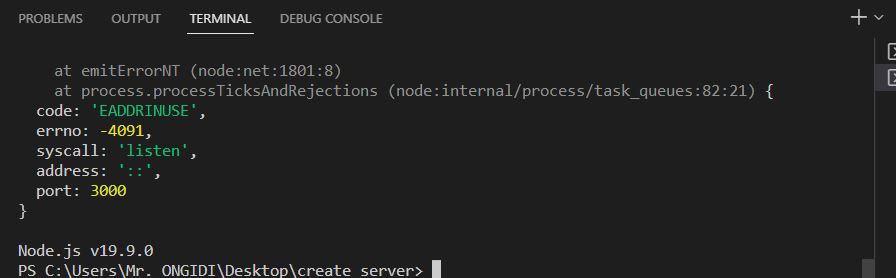 PROBLEMS OUTPUT TERMINAL DEBUG CONSOLE
at emitErrorNT (node:net:1801:8)
at process.processTicksAndRejections (node:internal/process/task_queues:82:21) {
code: 'EADDRINUSE',
errno: -4091,
syscall: 'listen',
address: '::',
port: 3000
}
Node.js v19.9.0
PS C:\Users\Mr. ONGIDI\Desktop\create server>